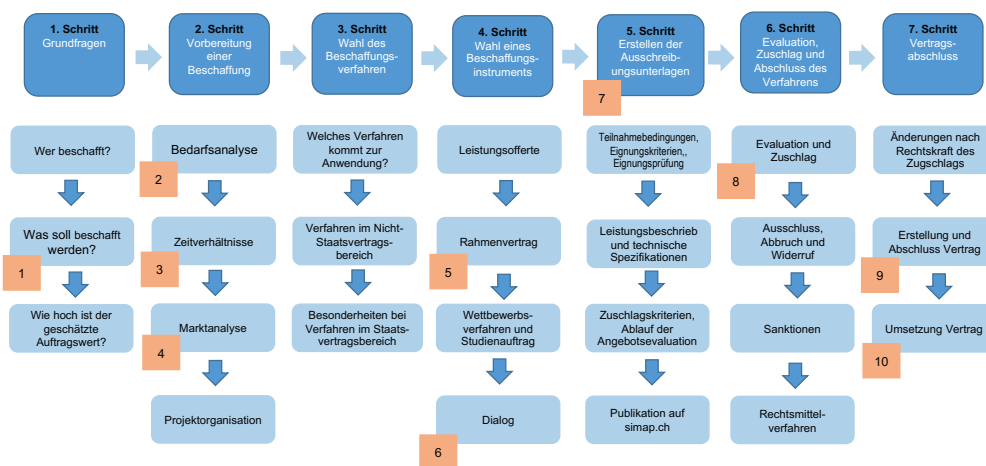 1. Schritt
Grundfragen
2. Schritt
Vorbereitung
einer
Beschaffung
3. Schritt
Wahl des
Beschaffungs-
verfahren
4. Schritt
Wahl eines
Beschaffungs-
instruments
5. Schritt
Erstellen der
Ausschreib-
ungsunterlagen
7
6. Schritt
Evaluation,
Zuschlag und
Abschluss des
Verfahrens
7. Schritt
Vertrags-
abschluss
Wer beschafft?
Was soll beschafft
werden?
1
Wie hoch ist der
geschätzte
Auftragswert?
Bedarfsanalyse
2
Zeitverhältnisse
3
Marktanalyse
4
Projektorganisation
Welches Verfahren
kommt zur
Anwendung?
Verfahren im Nicht-
Staatsvertrags-
bereich
Besonderheiten bei
Verfahren im Staats-
vertragsbereich
Leistungsofferte
Rahmenvertrag
5
Wettbewerbs-
verfahren und
Studienauftrag
Dialog
6
Teilnahmebedingungen,
Eignungskriterien,,
Eignungsprüfung
Leistungsbeschrieb
und technische
Spezifikationen
Zuschlagskriterien,
Ablauf der
Angebotsevaluation
Publikation auf
simap.ch
Evaluation und
Zuschlag
8
Ausschluss,
Abbruch und
Widerruf
Sanktionen
Rechtsmittel-
verfahren
Änderungen nach
Rechtskraft des
Zugschlags
Erstellung und
Abschluss Vertrag
9
Umsetzung Vertrag
10